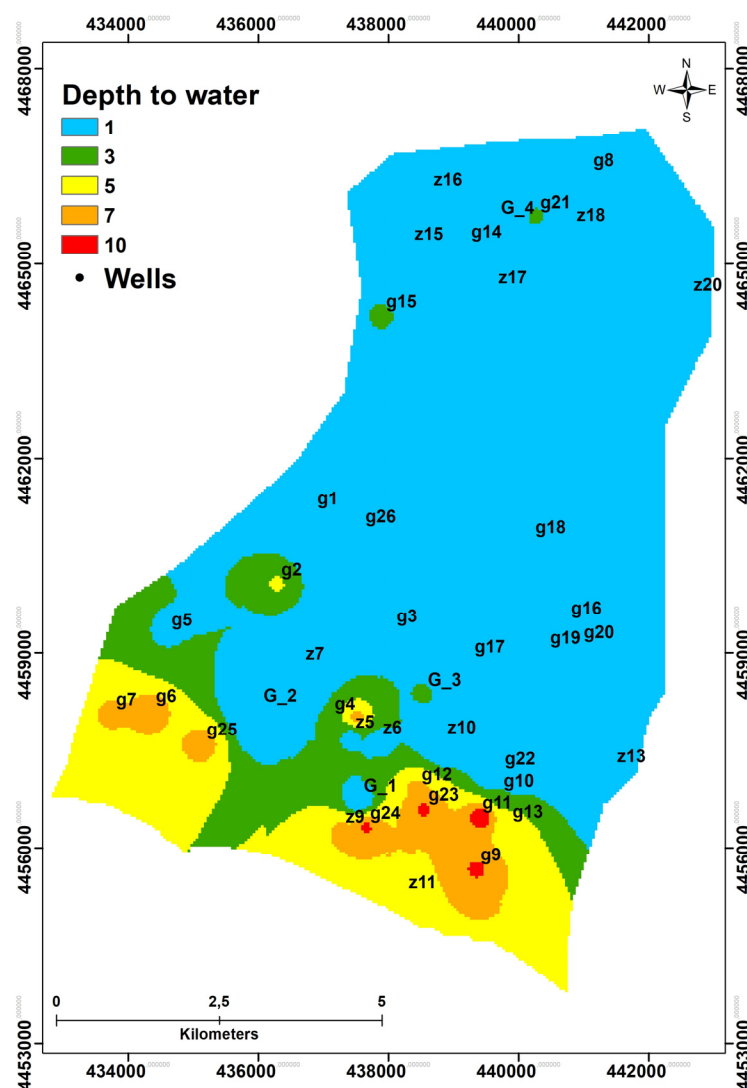 434000 436000 438000 440000 442000
4468000 4468000
Depth to water
1
3
5
7
10
Wells
N
W E
S
g8
z16
G_4 g21
z18
z15 g14
4465000 z17 z20 4465000
g15
4462000 4462000
g1
g26
g18
g2
g5 g3 g16
g19 g20
4459000 z7 g17 4459000
g7 g6 G_2 G_3
g4
g25 z5 z6 z10
g22 z13
g12 g10
G_1
g23 g11
z9 g24 g13
4456000 4456000
g9
z11
0 2,5 5
Kilometers
4453000 4453000
434000 436000 438000 440000 442000